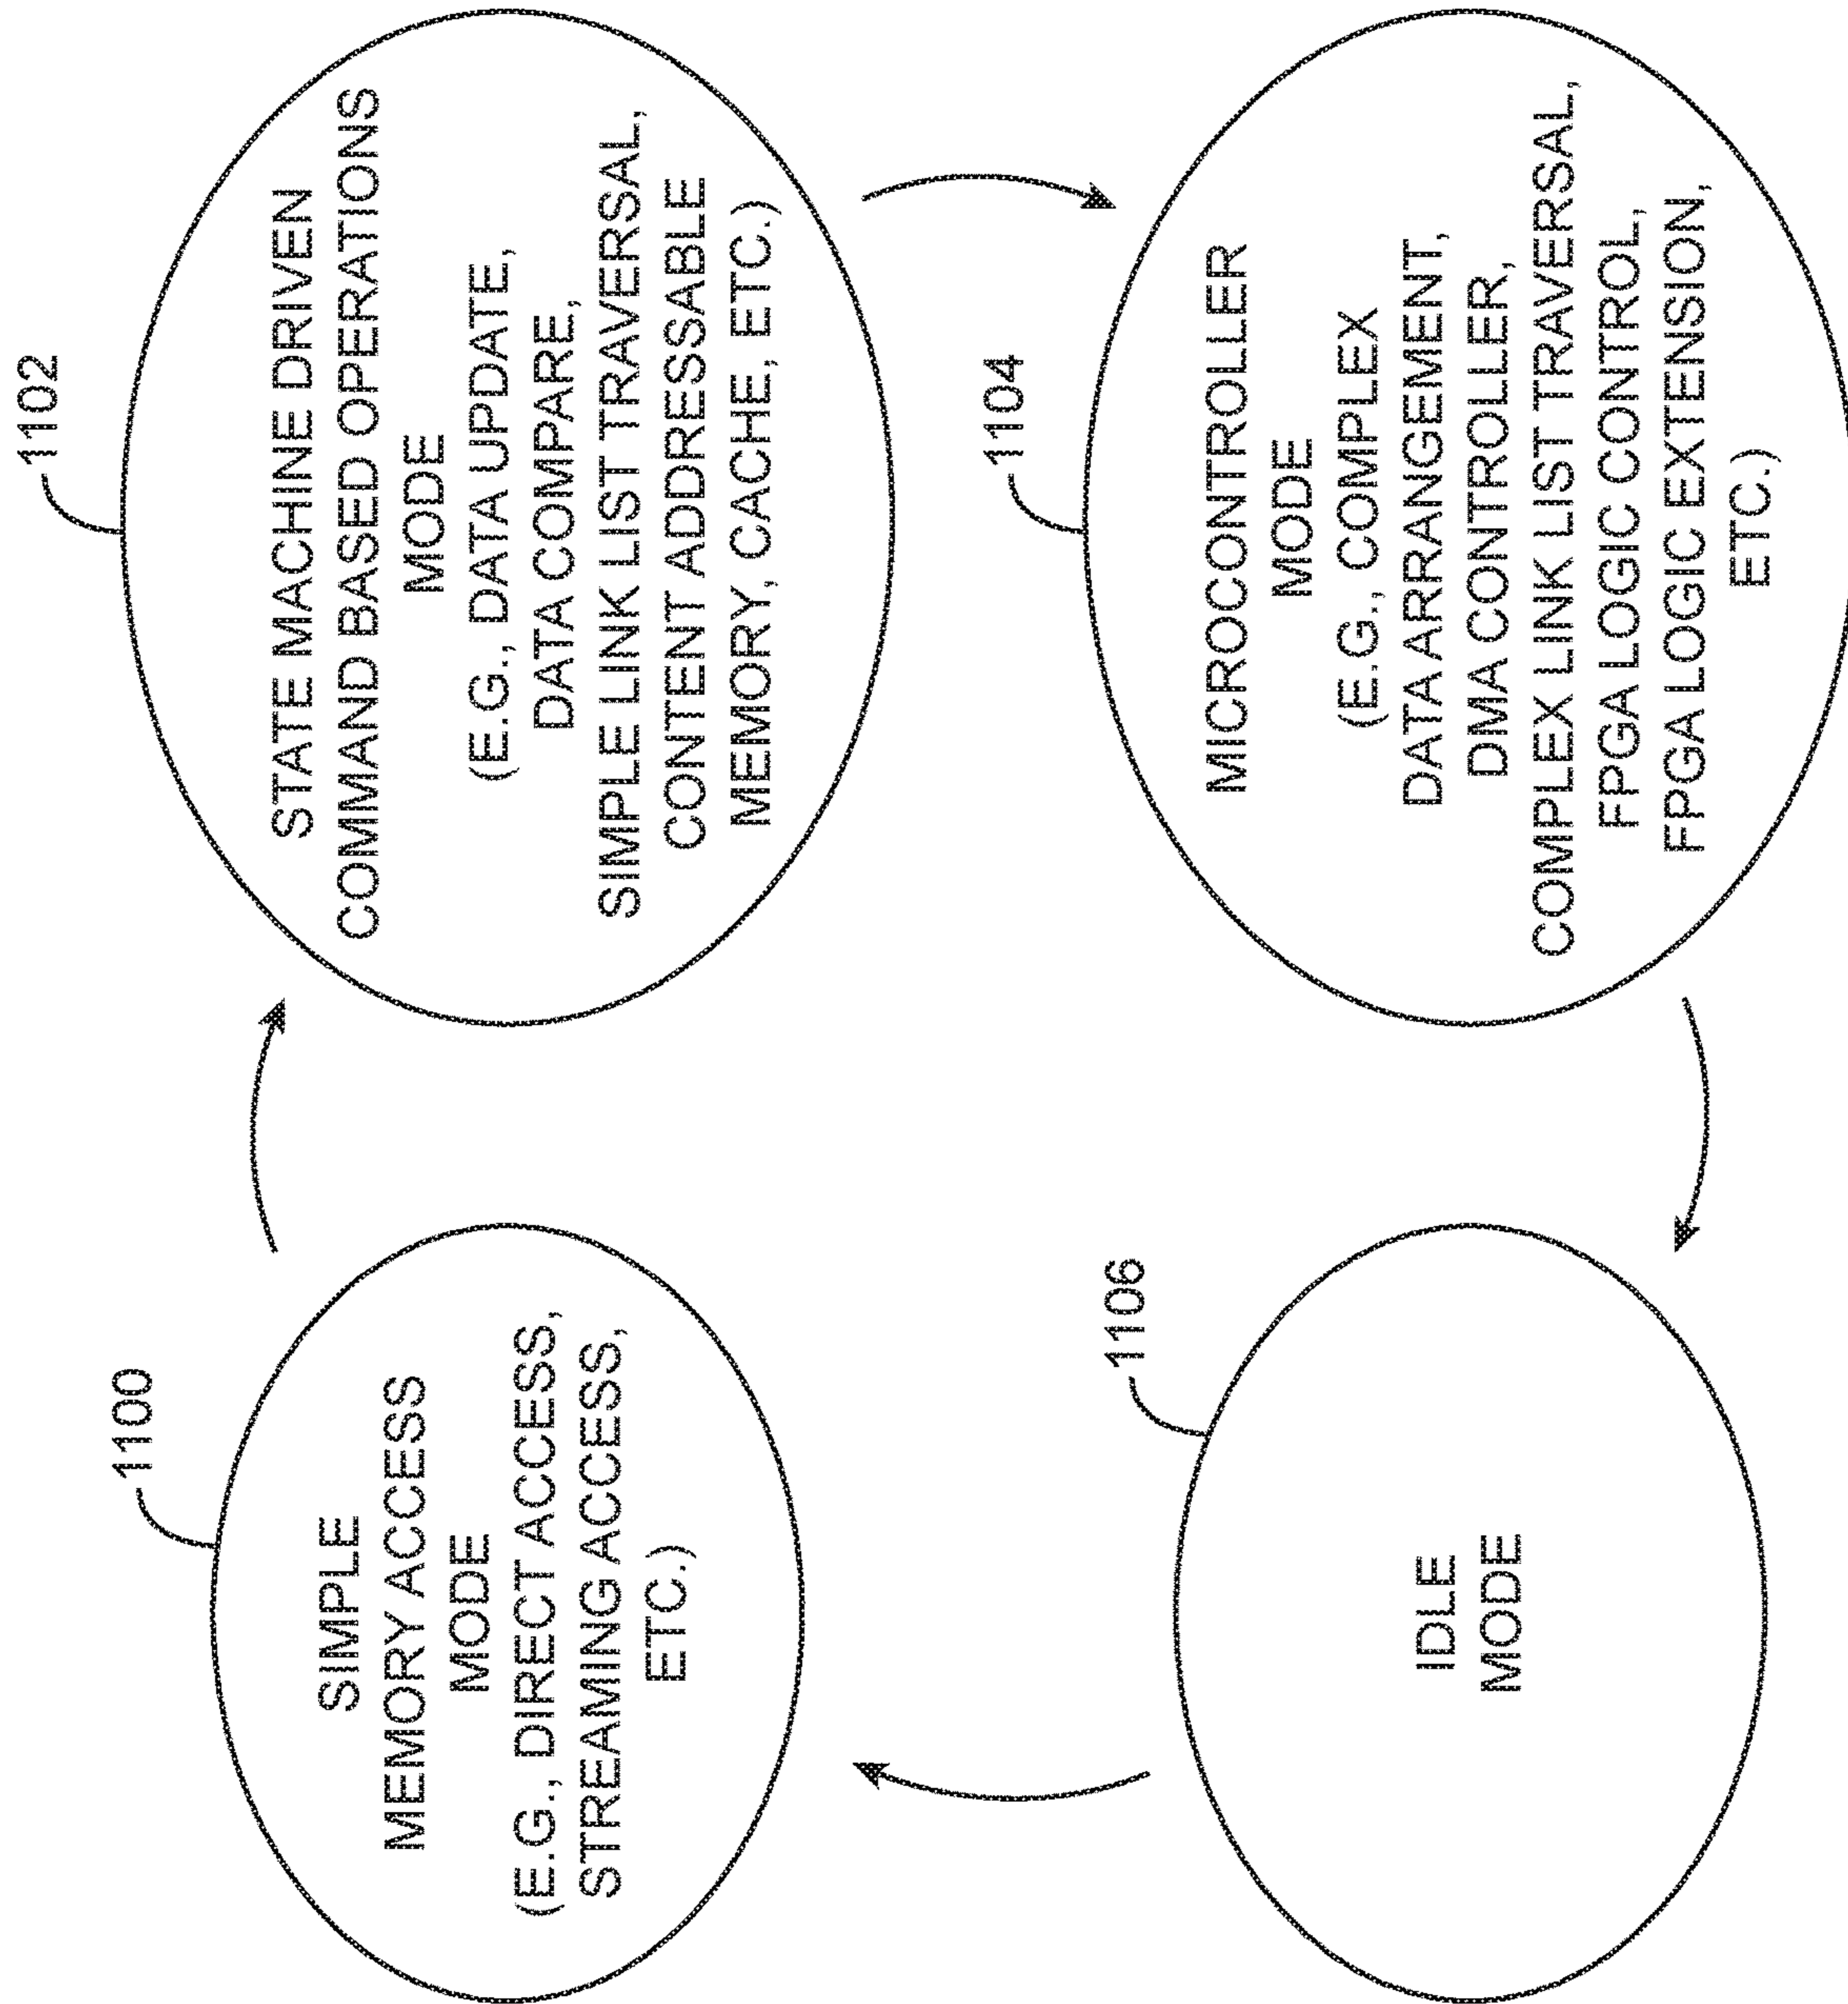 1100
SIMPLE
MEMORY ACCESS
MODE
(E.G., DIRECT ACCESS,
STREAMING ACCESS,
ETC.)
1102
STATE MACHINE DRIVEN
COMMAND BASED OPERATIONS
MODE
(E.G., DATA UPDATE,
DATA COMPARE,
SIMPLE LINK LIST TRAVERSAL,
CONTENT ADDRESSABLE
MEMORY, CACHE, ETC.)
1106
IDLE
MODE
1104
MICROCONTROLLER
MODE
(E.G., COMPLEX
DATA ARRANGEMENT,
DMA CONTROLLER,
COMPLEX LINK LIST TRAVERSAL,
FPGA LOGIC CONTROL,
FPGA LOGIC EXTENSION,
ETC.)